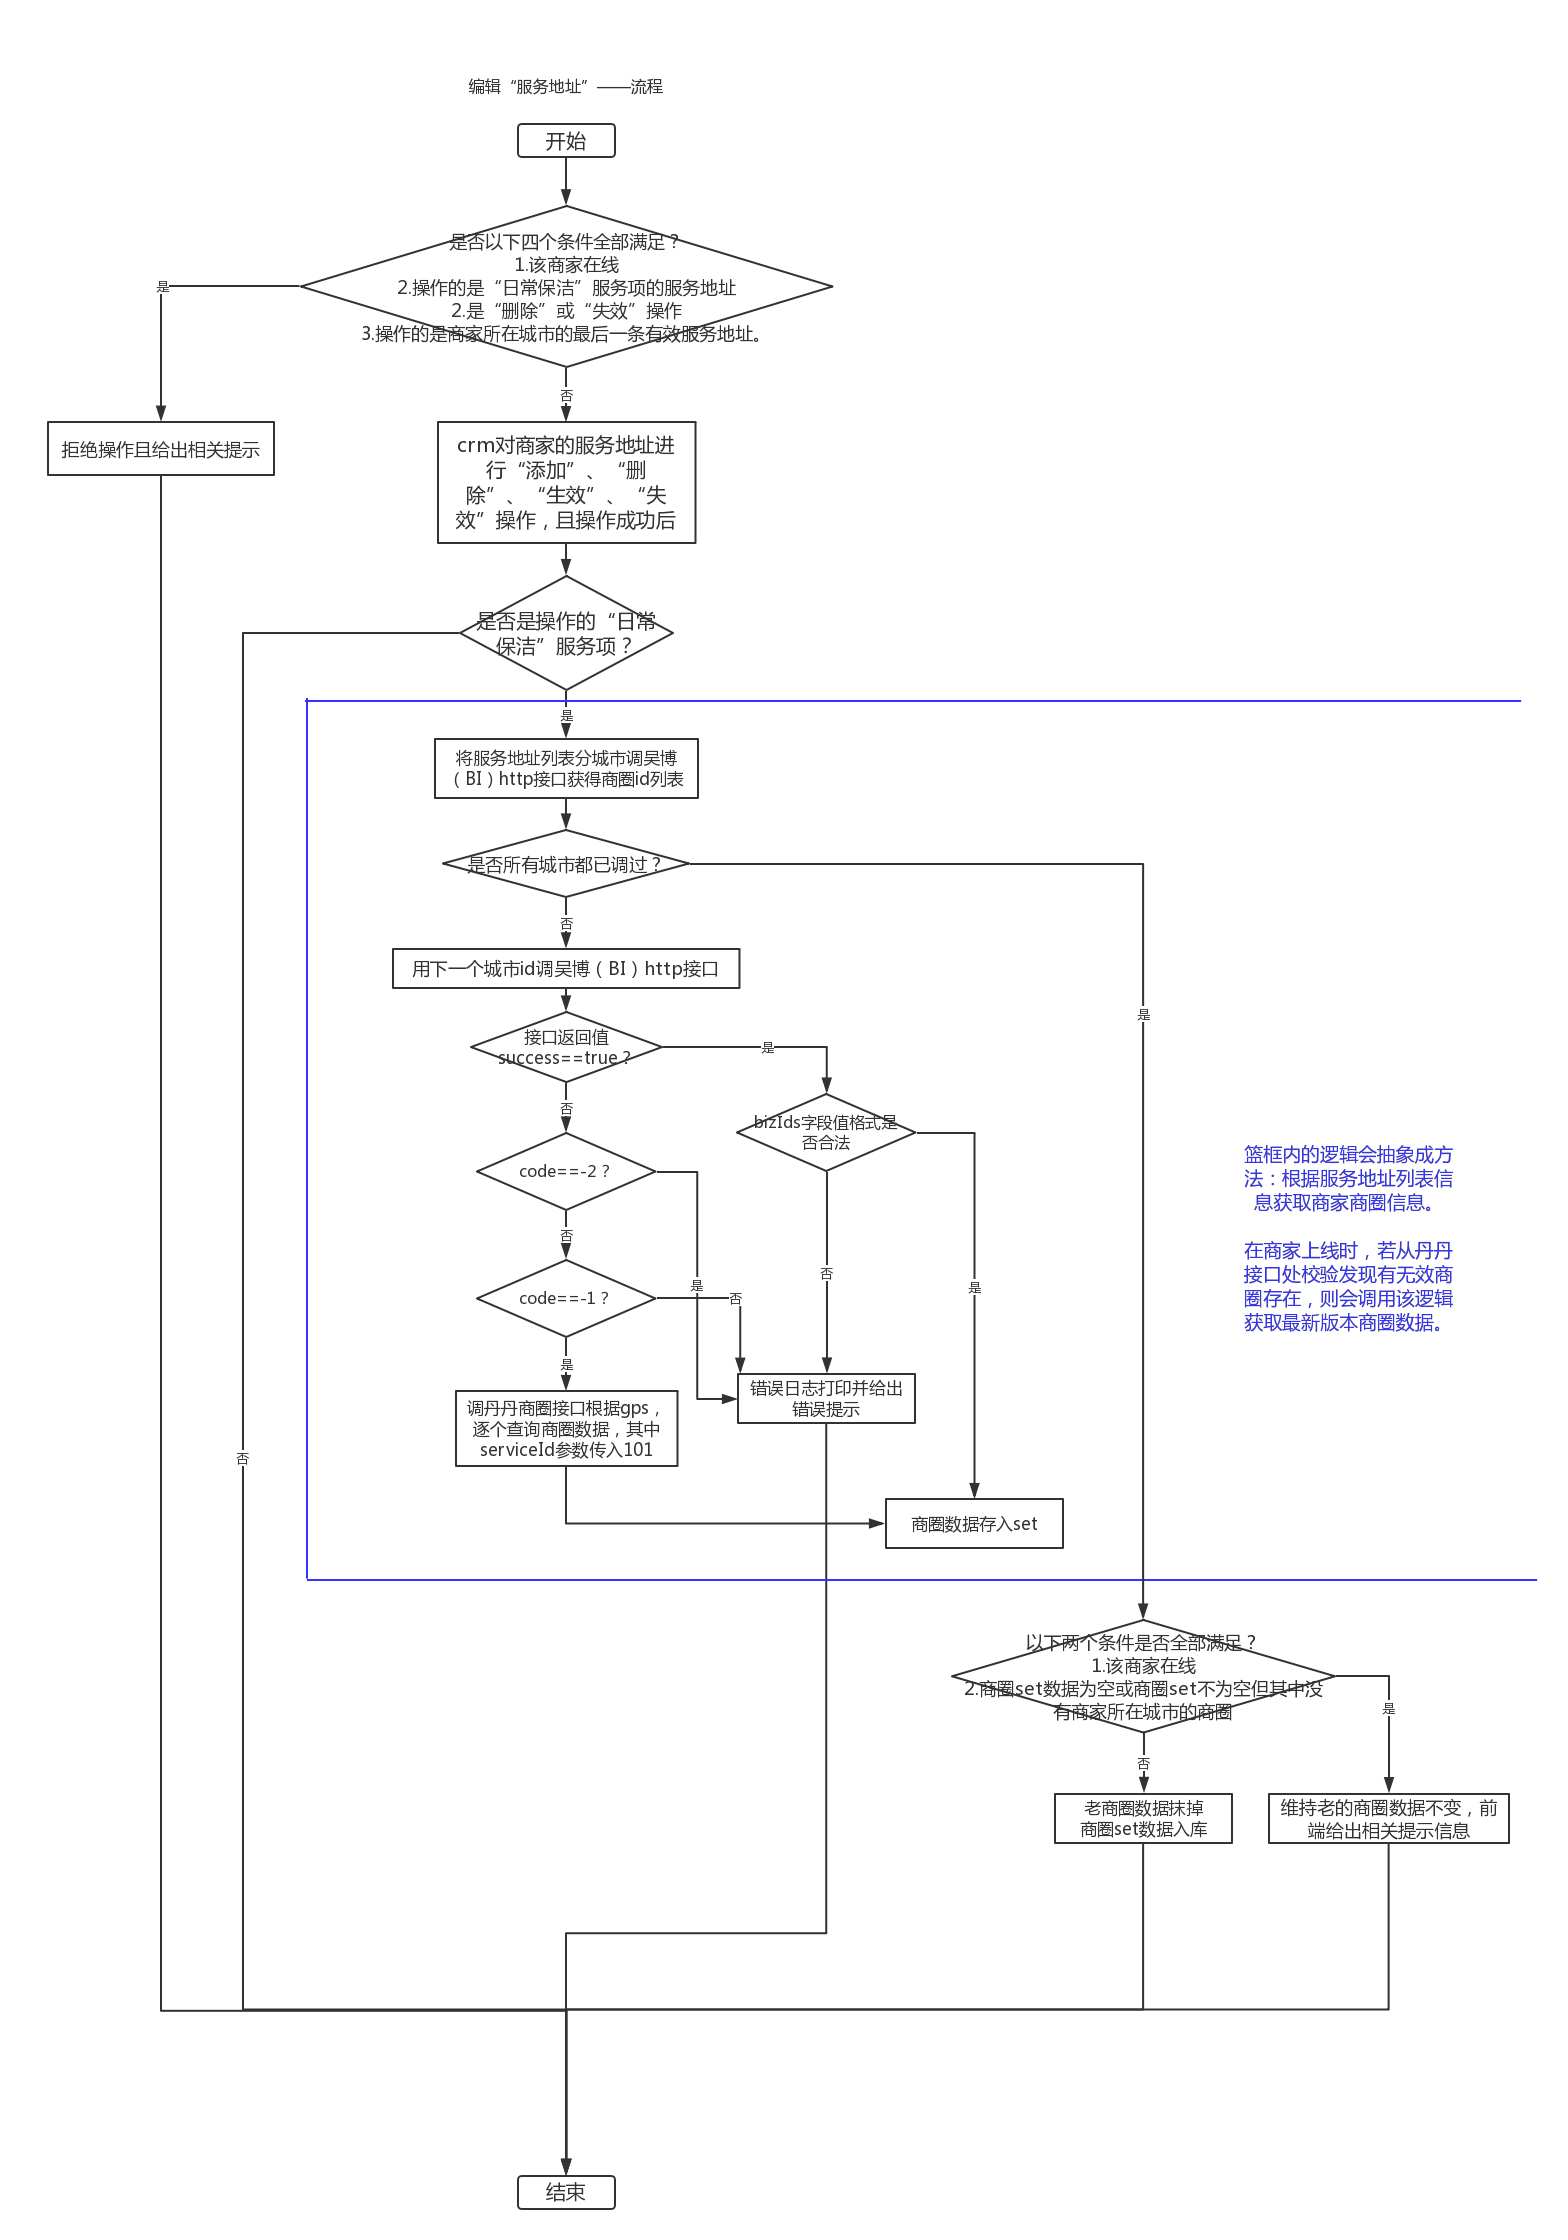 编辑“服务地址”——流程
开始
是否以下四个条件全部满足？
1.该商家在线
2.操作的是“日常保洁”服务项的服务地址
2.是“删除”或“失效”操作
3.操作的是商家所在城市的最后一条有效服务地址。
是
否
拒绝操作且给出相关提示
crm对商家的服务地址进
行“添加”、“删
除”、“生效”、“失
效”操作，且操作成功后
是否是操作的“日常
保洁”服务项？
是
将服务地址列表分城市调昊博
（BI）http接口获得商圈id列表
是否所有城市都已调过？
否
用下一个城市id调昊博（BI）http接口
是
接口返回值
success==true？
是
否
bizIds字段值格式是
否合法
code==-2？
否
是
否
是
code==-1？
否
是
调丹丹商圈接口根据gps，
逐个查询商圈数据，其中
serviceId参数传入101
错误日志打印并给出
错误提示
否
商圈数据存入set
篮框内的逻辑会抽象成方
法：根据服务地址列表信
息获取商家商圈信息。
在商家上线时，若从丹丹
接口处校验发现有无效商
圈存在，则会调用该逻辑
获取最新版本商圈数据。
以下两个条件是否全部满足？
1.该商家在线
2.商圈set数据为空或商圈set不为空但其中没
有商家所在城市的商圈
是
否
老商圈数据抹掉
商圈set数据入库
维持老的商圈数据不变，前
端给出相关提示信息
结束